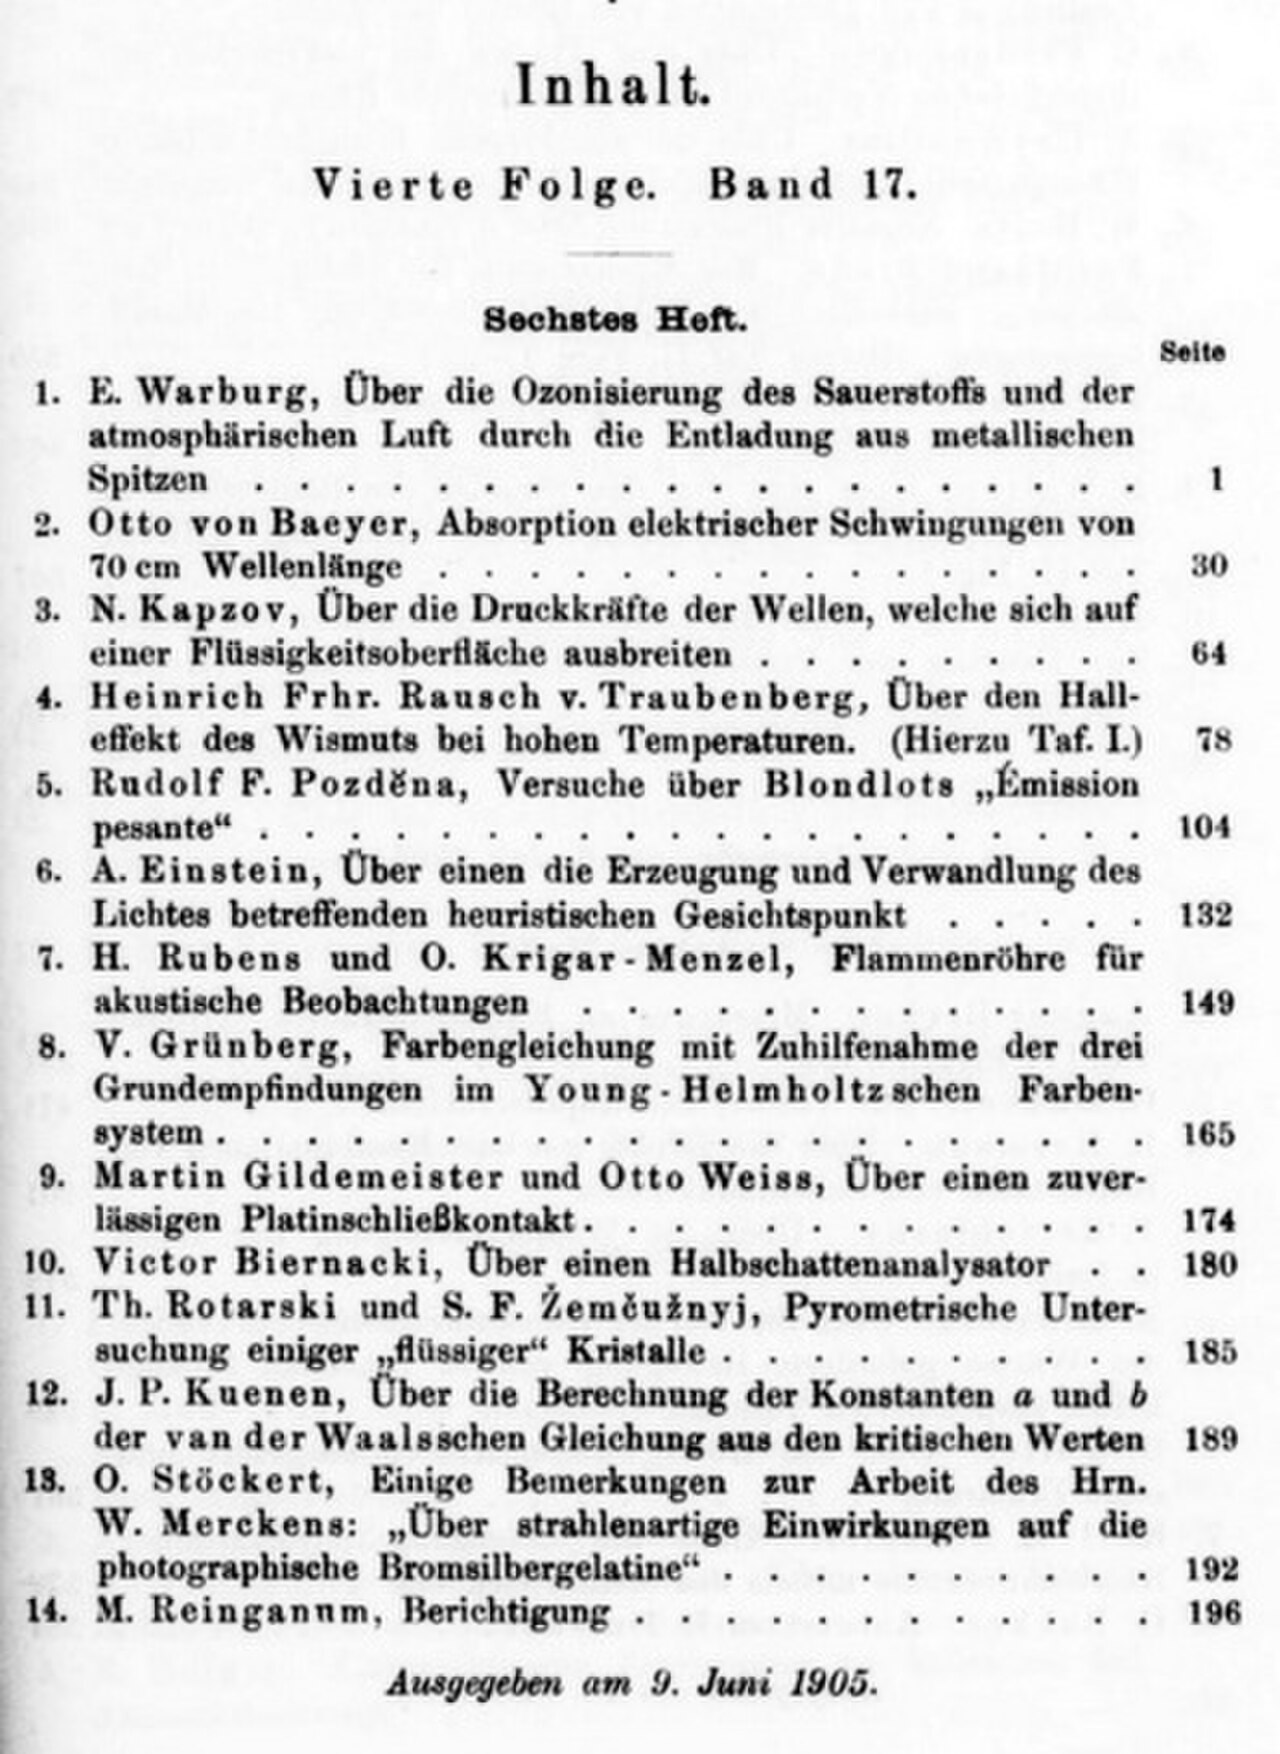 Inhalt.
Vierte Folge. Band 17.
Sechstes Heft.
Seite
1. E. Warburg, Über die Ozonisierung des Sauerstoffs und der
atmosphärischen Luft durch die Entladung aus metallischen
Spitzen . . . . . . . . . . . . . . . . . . . . 1
2. Otto von Baeyer, Absorption elektrischer Schwingungen von
70 cm Wellenlänge . . . . . . . . . . . . . . . . 30
3. N. Kapzov, Über die Druckkräfte der Wellen, welche sich auf
einer Flüssigkeitsoberfläche ausbreiten . . . . . . . . . 64
4. Heinrich Frhr. Rausch v. Traubenberg, Über den Hall-
effekt des Wismuts bei hohen Temperaturen. (Hierzu Taf. I.) 78
5. Rudolf F. Pozděna, Versuche über Blondlots „Émission
pesante“ . . . . . . . . . . . . . . . . . . . . 104
6. A. Einstein, Über einen die Erzeugung und Verwandlung des
Lichtes betreffenden heuristischen Gesichtspunkt . . . . . 132
7. H. Rubens und O. Krigar-Menzel, Flammenröhre für
akustische Beobachtungen . . . . . . . . . . . . . 149
8. V. Grünberg, Farbengleichung mit Zuhilfenahme der drei
Grundempfindungen im Young-Helmholtzschen Farben-
system . . . . . . . . . . . . . . . . . . . . . 165
9. Martin Gildemeister und Otto Weiss, Über einen zuver-
lässigen Platinschließkontakt . . . . . . . . . . . . . 174
10. Victor Biernacki, Über einen Halbschattenanalysator . . 180
11. Th. Rotarski und S. F. Žemčužnyj, Pyrometrische Unter-
suchung einiger „flüssiger“ Kristalle . . . . . . . . . . 185
12. J. P. Kuenen, Über die Berechnung der Konstanten a und b
der van der Waalsschen Gleichung aus den kritischen Werten 189
13. O. Stöckert, Einige Bemerkungen zur Arbeit des Hrn.
W. Merckens: „Über strahlenartige Einwirkungen auf die
photographische Bromsilbergelatine“ . . . . . . . . . . 192
14. M. Reinganum, Berichtigung . . . . . . . . . . . . 196
Ausgegeben am 9. Juni 1905.